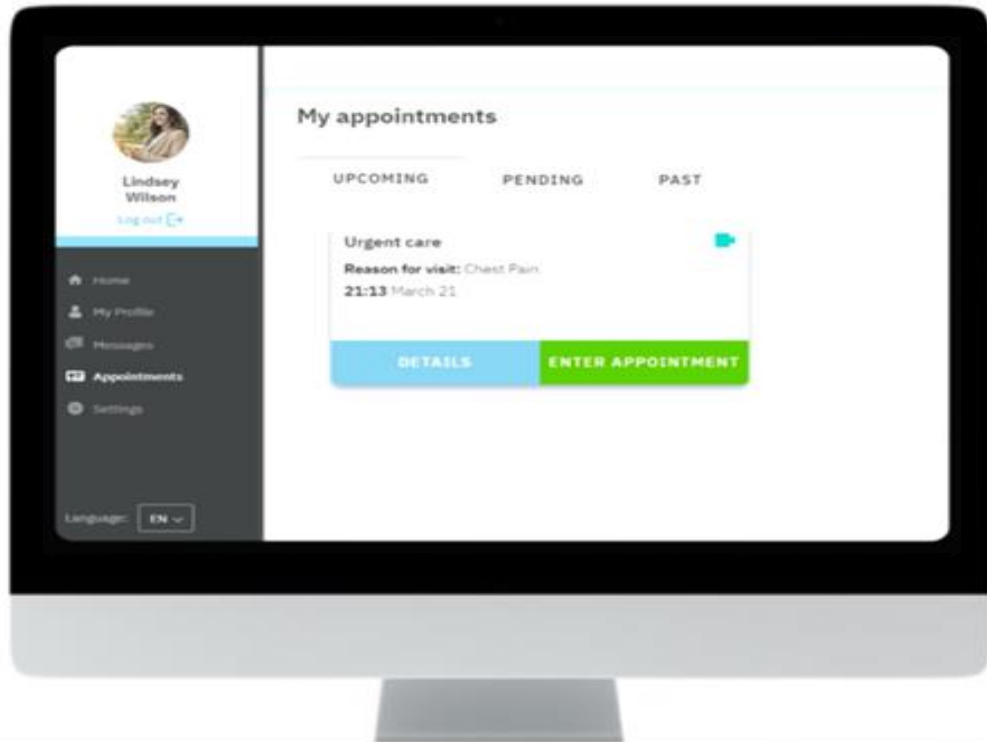 Lindsey
Wilson
Log out
Home
My Profile
Messages
Appointments
Settings
Language: EN
My appointments
UPCOMING PENDING PAST
Urgent care
Reason for visit: Chest Pain
21:13 March 21
DETAILS ENTER APPOINTMENT